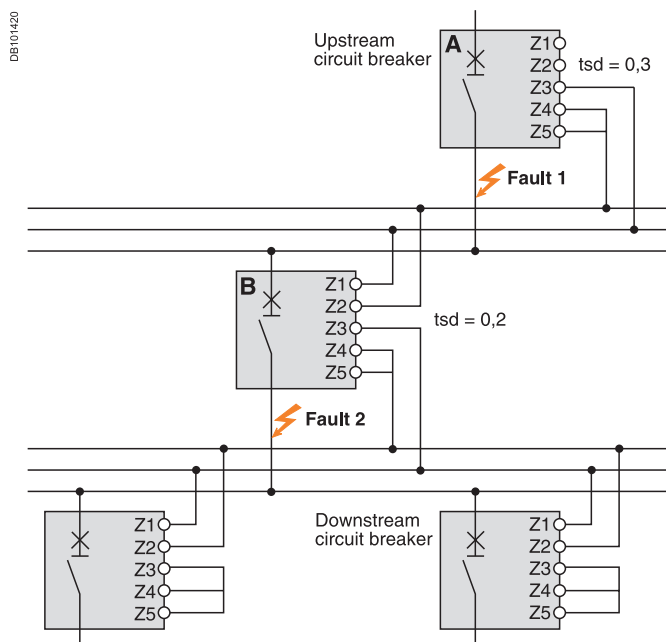 DB101420
Upstream
circuit breaker
A
Z1
Z2
Z3
Z4
Z5
tsd = 0,3
Fault 1
B
Z1
Z2
Z3
Z4
Z5
tsd = 0,2
Fault 2
Z1
Z2
Z3
Z4
Z5
Downstream
circuit breaker
Z1
Z2
Z3
Z4
Z5